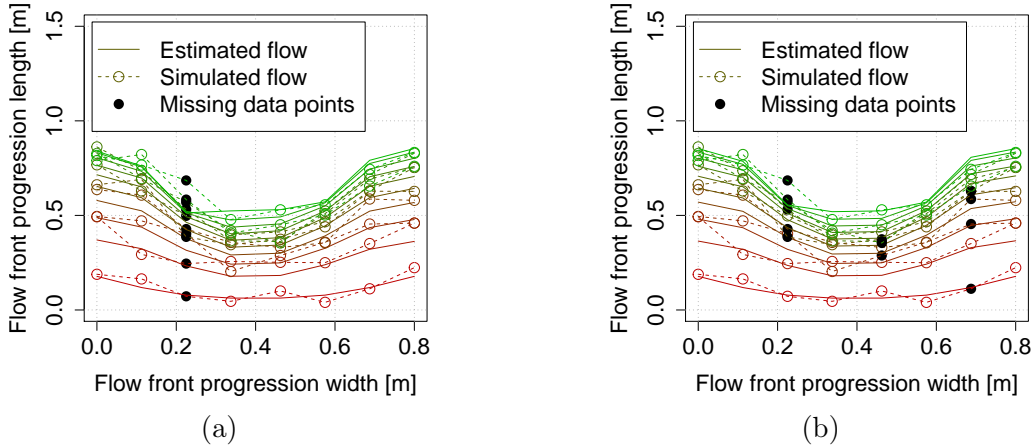 Flow front progression length [m]
1.5
1.0
0.5
0.0
Estimated flow
Simulated flow
Missing data points
0.0 0.2 0.4 0.6 0.8
Flow front progression width [m]
(a)
Flow front progression length [m]
1.5
1.0
0.5
0.0
Estimated flow
Simulated flow
Missing data points
0.0 0.2 0.4 0.6 0.8
Flow front progression width [m]
(b)